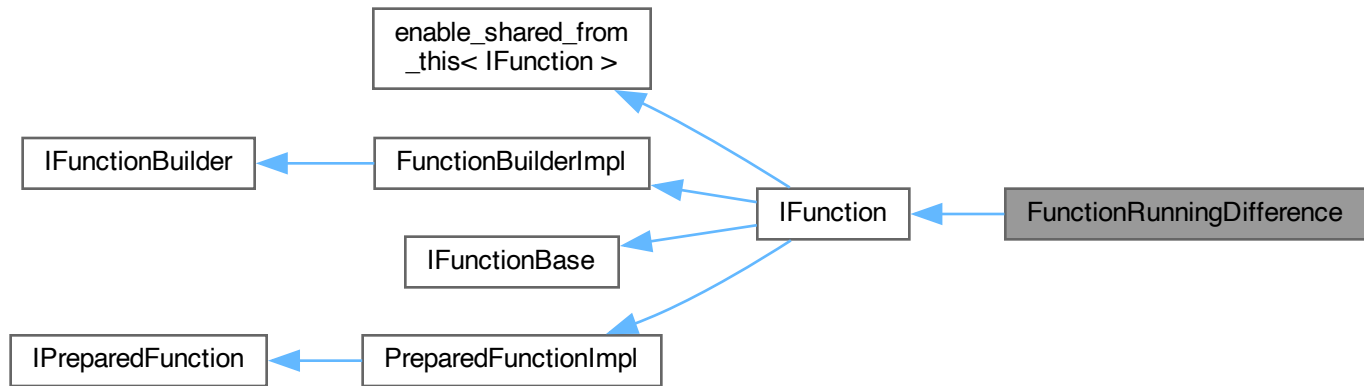 enable_shared_from
_this< IFunction >
IFunctionBuilder
FunctionBuilderImpl
IFunction
FunctionRunningDifference
IFunctionBase
IPreparedFunction
PreparedFunctionImpl